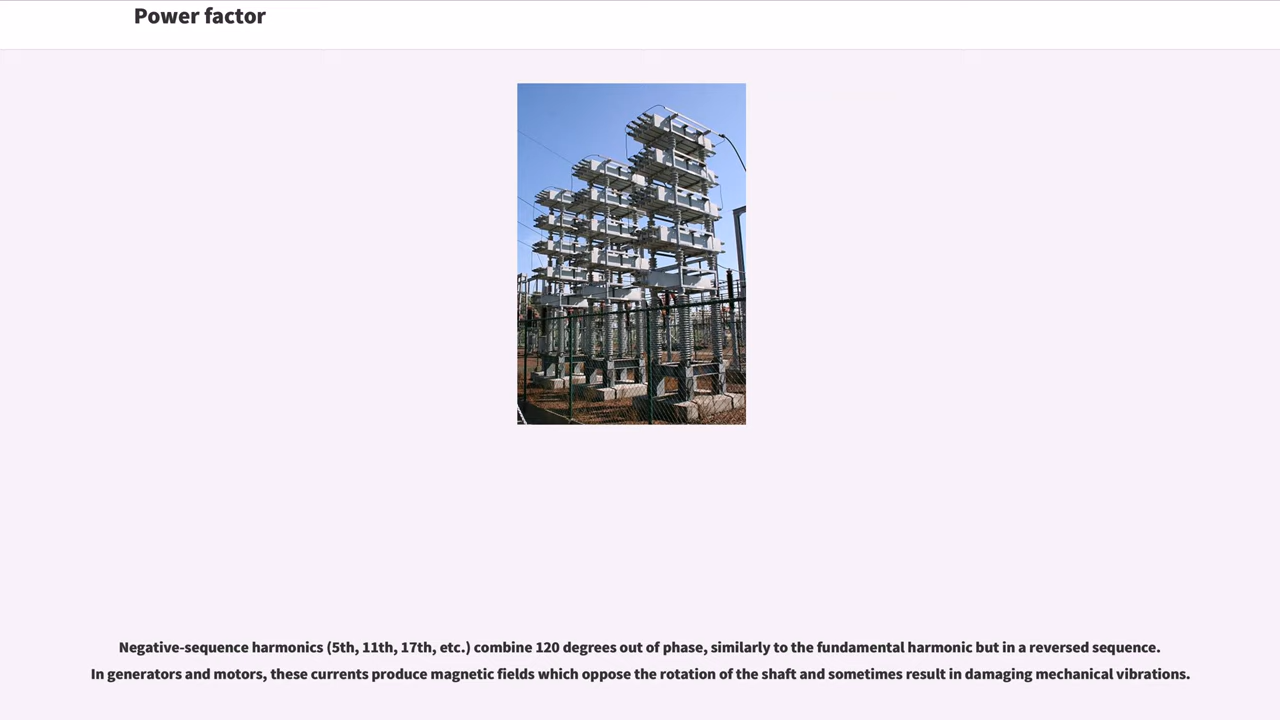 Power factor
Negative-sequence harmonics (5th, 11th, 17th, etc.) combine 120 degrees out of phase, similarly to the fundamental harmonic but in a reversed sequence.
In generators and motors, these currents produce magnetic fields which oppose the rotation of the shaft and sometimes result in damaging mechanical vibrations.